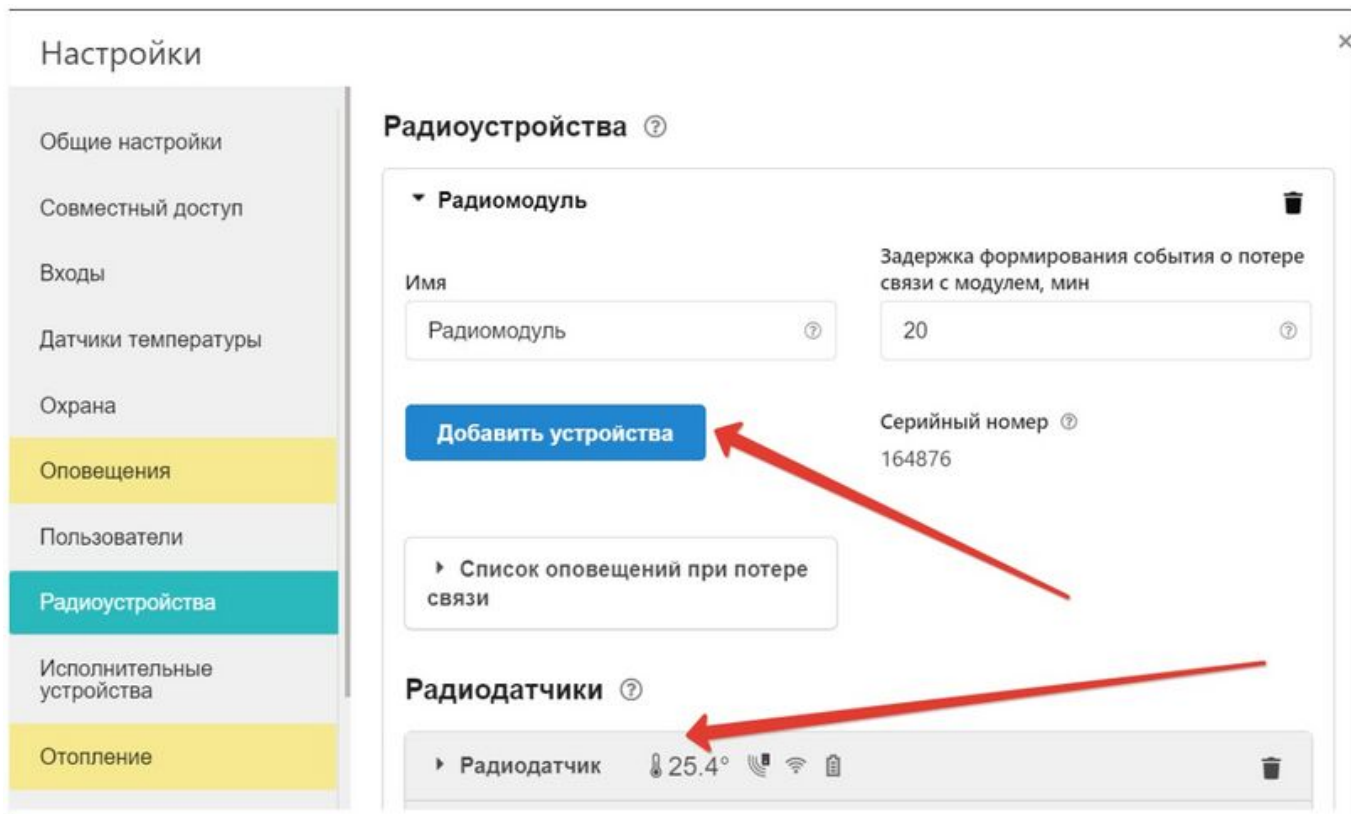 Настройки
Общие настройки
Совместный доступ
Входы
Датчики температуры
Охрана
Оповещения
Пользователи
Радиоустройства
Исполнительные
устройства
Отопление
Радиоустройства
Радиомодуль
Имя
Радиомодуль
Задержка формирования события о потере
связи с модулем, мин
20
Добавить устройства
Серийный номер
164876
Список оповещений при потере
связи
Радиодатчики
Радиодатчик 25.4°